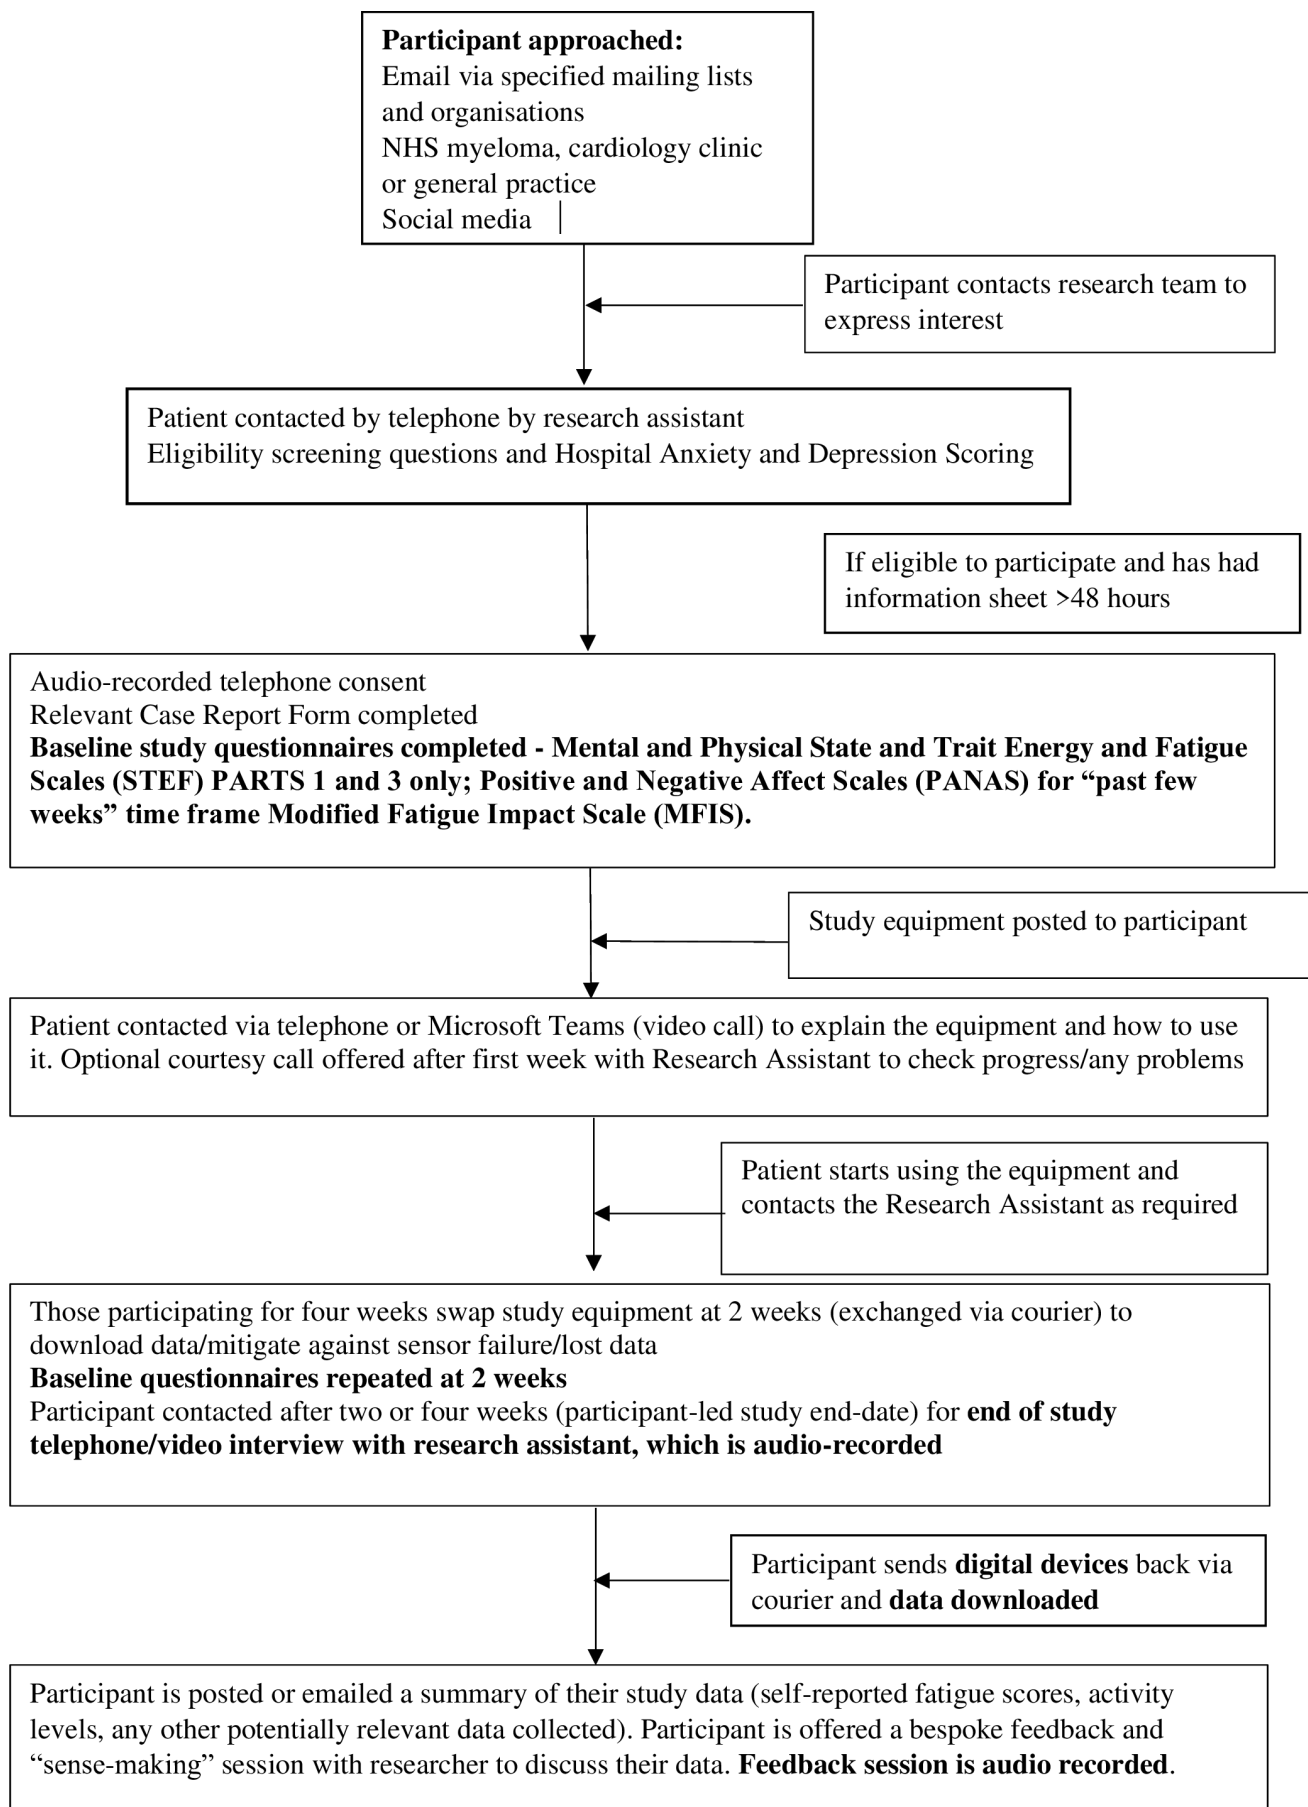 Participant approached:
Email via specified mailing lists
and organisations
NHS myeloma, cardiology clinic
or general practice
Social media
Participant contacts research team to
express interest
Patient contacted by telephone by research assistant
Eligibility screening questions and Hospital Anxiety and Depression Scoring
If eligible to participate and has had
information sheet >48 hours
Audio-recorded telephone consent
Relevant Case Report Form completed
Baseline study questionnaires completed - Mental and Physical State and Trait Energy and Fatigue
Scales (STEF) PARTS 1 and 3 only; Positive and Negative Affect Scales (PANAS) for “past few
weeks” time frame Modified Fatigue Impact Scale (MFIS).
Study equipment posted to participant
Patient contacted via telephone or Microsoft Teams (video call) to explain the equipment and how to use
it. Optional courtesy call offered after first week with Research Assistant to check progress/any problems
Patient starts using the equipment and
contacts the Research Assistant as required
Those participating for four weeks swap study equipment at 2 weeks (exchanged via courier) to
download data/mitigate against sensor failure/lost data
Baseline questionnaires repeated at 2 weeks
Participant contacted after two or four weeks (participant-led study end-date) for end of study
telephone/video interview with research assistant, which is audio-recorded
Participant sends digital devices back via
courier and data downloaded
Participant is posted or emailed a summary of their study data (self-reported fatigue scores, activity
levels, any other potentially relevant data collected). Participant is offered a bespoke feedback and
“sense-making” session with researcher to discuss their data. Feedback session is audio recorded.